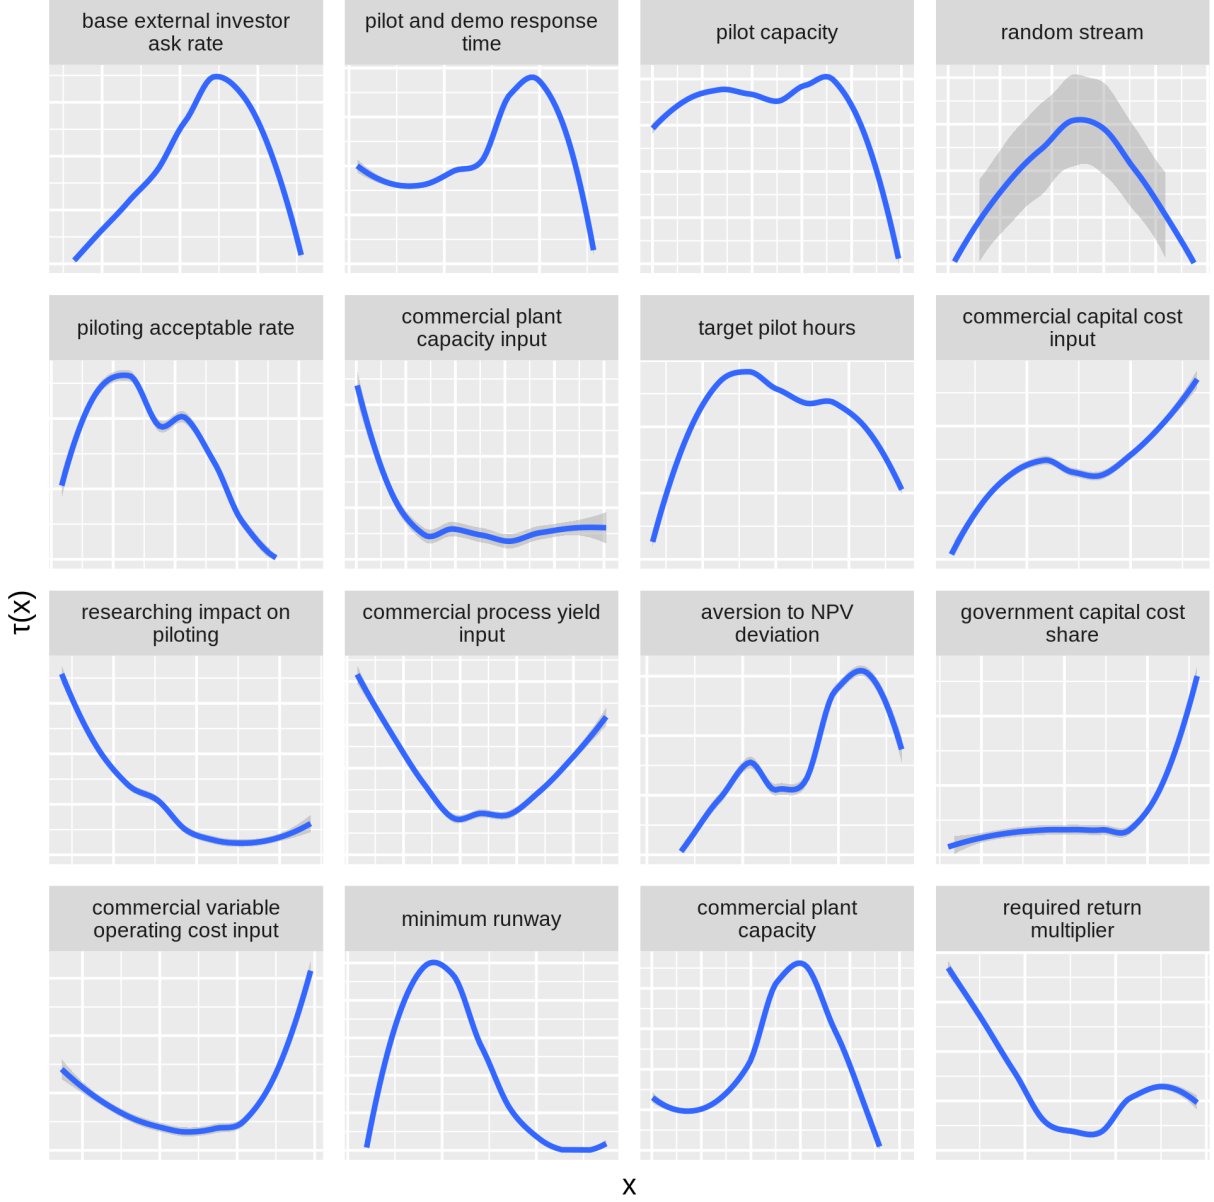 base external investor
ask rate
pilot and demo response
time
pilot capacity
random stream
piloting acceptable rate
commercial plant
capacity input
target pilot hours
commercial capital cost
input
researching impact on
piloting
commercial process yield
input
aversion to NPV
deviation
government capital cost
share
commercial variable
operating cost input
minimum runway
commercial plant
capacity
required return
multiplier
τ(x)
x